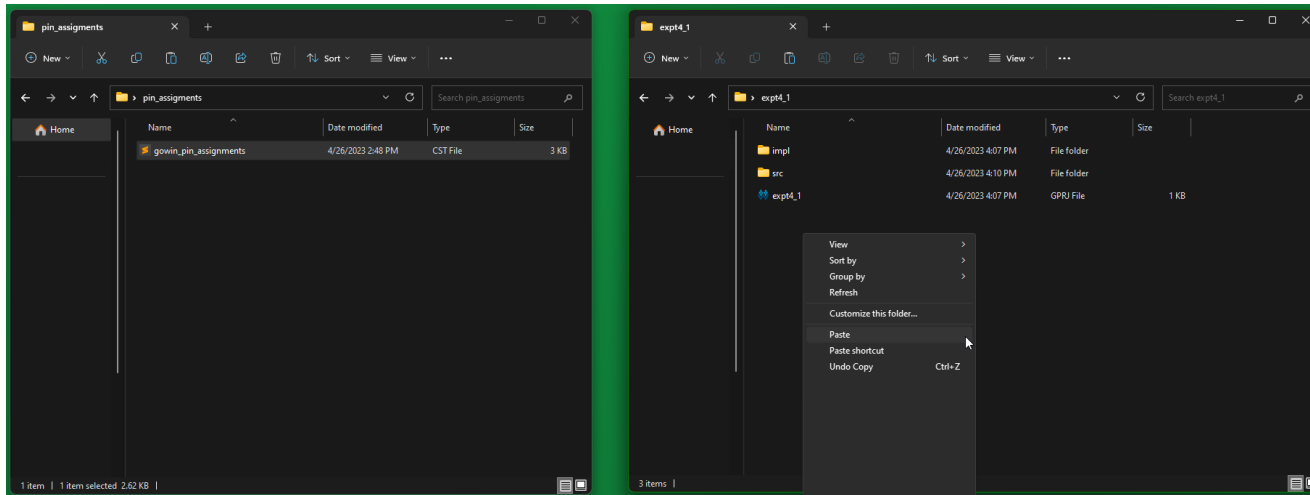 pin_assigments
New
Sort
View
pin_assigments
Search pin_assigments
Home
Name
Date modified
Type
Size
gowin_pin_assignments
4/26/2023 2:48 PM
CST File
3 KB
1 item
1 item selected 2.62 KB
expt4_1
New
Sort
View
expt4_1
Search expt4_1
Home
Name
Date modified
Type
Size
impl
4/26/2023 4:07 PM
File folder
src
4/26/2023 4:10 PM
File folder
expt4_1
4/26/2023 4:07 PM
GPRJ File
1 KB
View
Sort by
Group by
Refresh
Customize this folder...
Paste
Paste shortcut
Undo Copy
Ctrl+Z
3 items